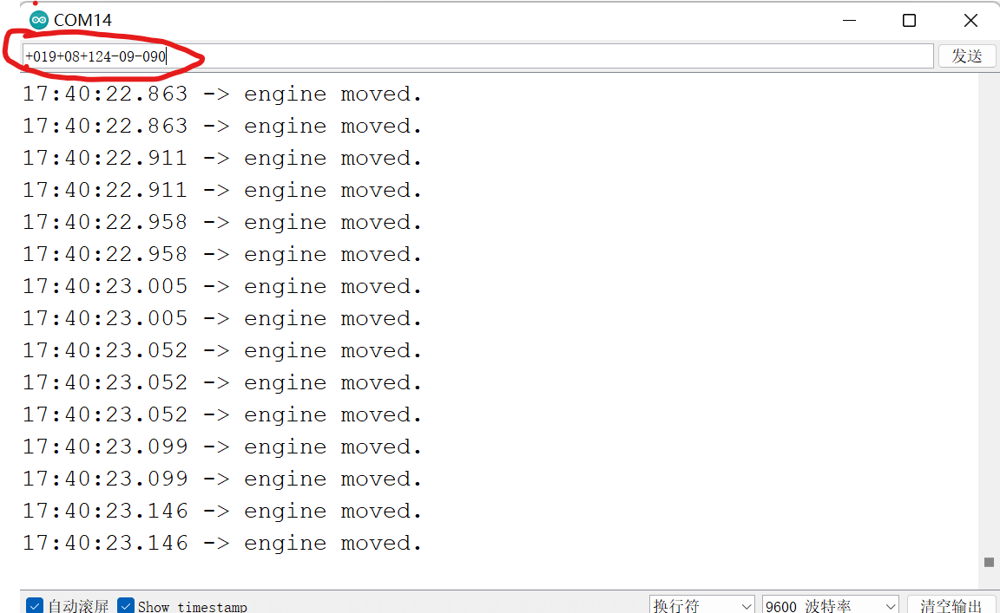 COM14
+019+08+124-09-090 发送
17:40:22.863 -> engine moved.
17:40:22.863 -> engine moved.
17:40:22.911 -> engine moved.
17:40:22.911 -> engine moved.
17:40:22.958 -> engine moved.
17:40:22.958 -> engine moved.
17:40:23.005 -> engine moved.
17:40:23.005 -> engine moved.
17:40:23.052 -> engine moved.
17:40:23.052 -> engine moved.
17:40:23.052 -> engine moved.
17:40:23.099 -> engine moved.
17:40:23.099 -> engine moved.
17:40:23.146 -> engine moved.
17:40:23.146 -> engine moved.
自动滚屏 Show timestamp 换行符 9600 波特率 清空输出